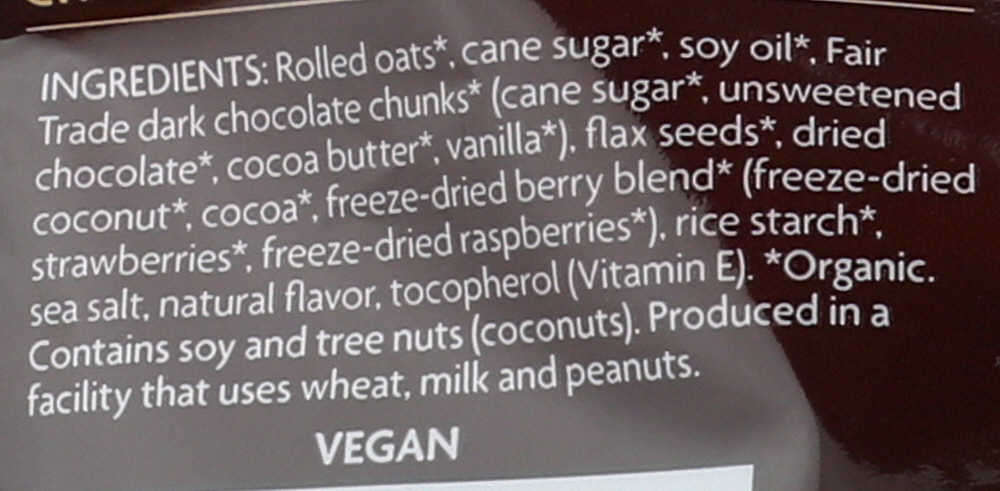 INGREDIENTS: Rolled oats*, cane sugar*, soy oil*, Fair
Trade dark chocolate chunks* (cane sugar*, unsweetened
chocolate*, cocoa butter*, vanilla*), flax seeds*, dried
coconut*, cocoa*, freeze-dried berry blend* (freeze-dried
strawberries*, freeze-dried raspberries*), rice starch*,
sea salt, natural flavor, tocopherol (Vitamin E). *Organic.
Contains soy and tree nuts (coconuts). Produced in a
facility that uses wheat, milk and peanuts.
VEGAN